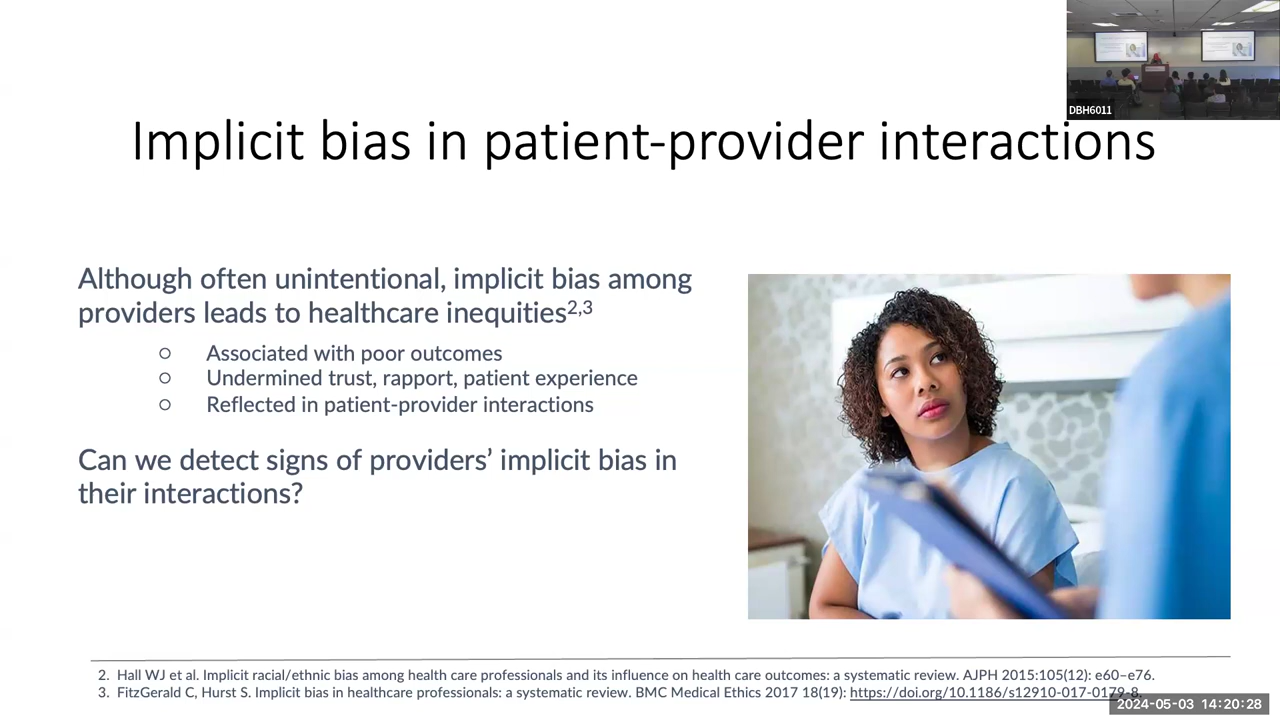 DBH6011
Implicit bias in patient-provider interactions
Although often unintentional, implicit bias among
providers leads to healthcare inequities2,3
○ Associated with poor outcomes
○ Undermined trust, rapport, patient experience
○ Reflected in patient-provider interactions
Can we detect signs of providers’ implicit bias in
their interactions?
2. Hall WJ et al. Implicit racial/ethnic bias among health care professionals and its influence on health care outcomes: a systematic review. AJPH 2015:105(12): e60–e76.
3. FitzGerald C, Hurst S. Implicit bias in healthcare professionals: a systematic review. BMC Medical Ethics 2017 18(19): https://doi.org/10.1186/s12910-017-0179-8.
2024-05-03 14:20:28